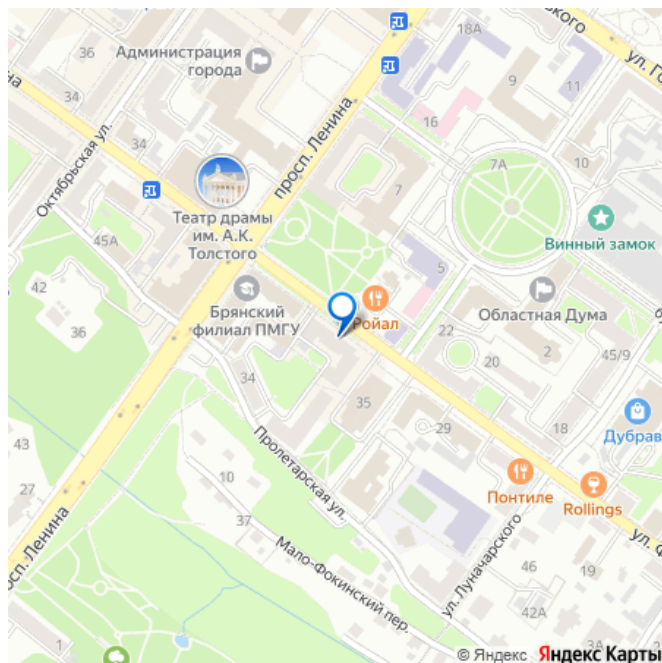 36
Администрация
города
18А
ского
ул. Го
34
на
34
Октябрьская ул.
просп. Ленина
9
11
16
7А
10
7
Театр драмы
им. А.К.
Толстого
45А
Винный замок
5
42
36
Брянский
филиал ПМГУ
Ройал
Областная Дума
22
20
2
45/9
34
35
29
18
Дубрав
43
27
Пролетарская ул.
10
37
Понтиле
Rollings
просп. Ленина
Мало-Фокинский пер.
ул. Луначарского
ул. Ф
46
19
42А
1
© Яндекс Яндекс Карты